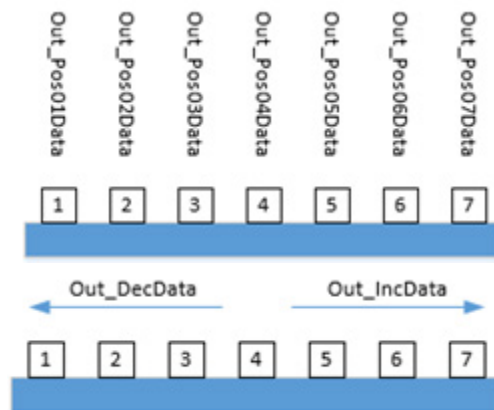 Out_Pos01Data
Out_Pos02Data
Out_Pos03Data
Out_Pos04Data
Out_Pos05Data
Out_Pos06Data
Out_Pos07Data
1 2 3 4 5 6 7
Out_DecData Out_IncData
1 2 3 4 5 6 7